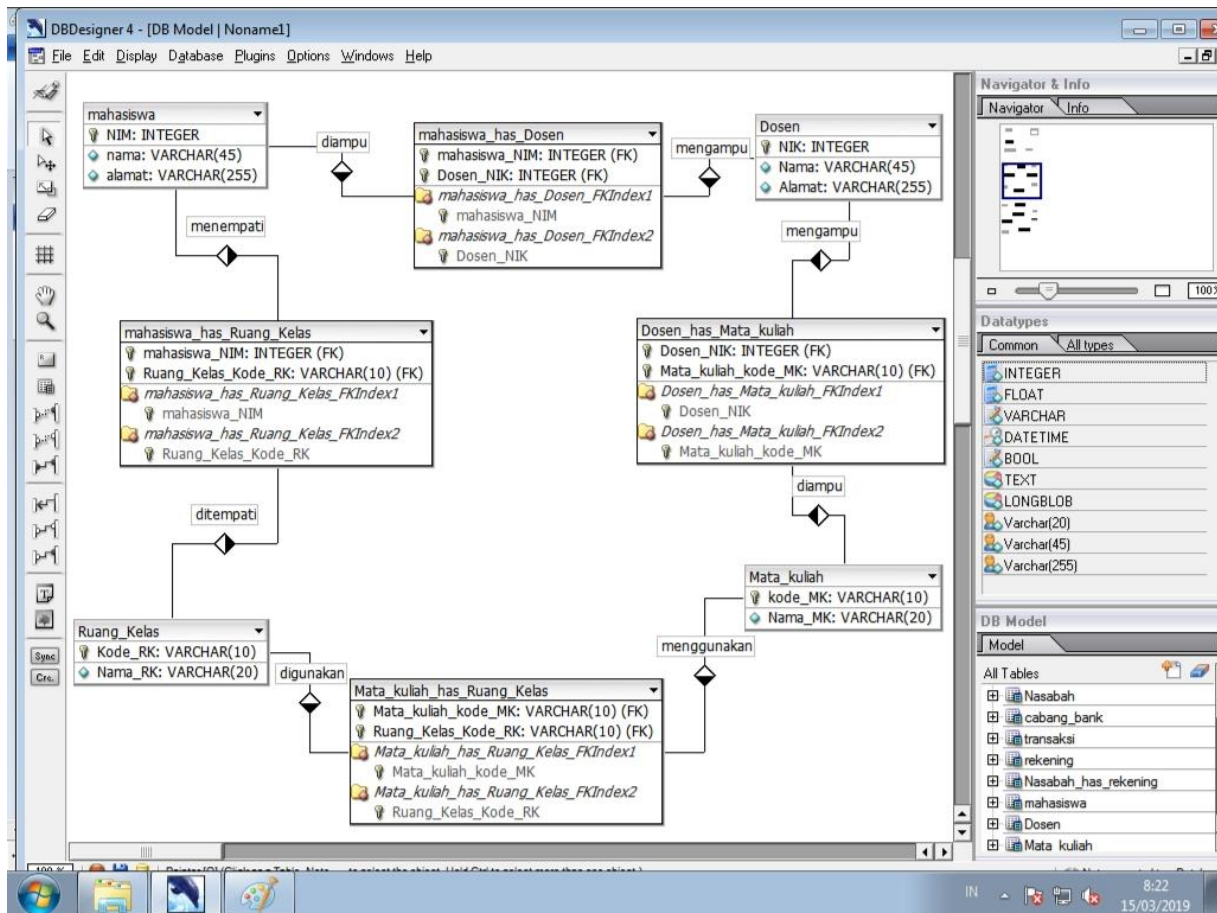 DBDesigner 4 - [DB Model | Noname1]
File Edit Display Database Plugins Options Windows Help
mahasiswa
NIM: INTEGER
nama: VARCHAR(45)
alamat: VARCHAR(255)
diampu
mahasiswa_has_Dosen
mahasiswa_NIM: INTEGER (FK)
Dosen_NIK: INTEGER (FK)
mahasiswa_has_Dosen_FKIndex1
mahasiswa_NIM
mahasiswa_has_Dosen_FKIndex2
Dosen_NIK
mengampu
Dosen
NIK: INTEGER
Nama: VARCHAR(45)
Alamat: VARCHAR(255)
menempati
mengampu
mahasiswa_has_Ruang_Kelas
mahasiswa_NIM: INTEGER (FK)
Ruang_Kelas_Kode_RK: VARCHAR(10) (FK)
mahasiswa_has_Ruang_Kelas_FKIndex1
mahasiswa_NIM
mahasiswa_has_Ruang_Kelas_FKIndex2
Ruang_Kelas_Kode_RK
Dosen_has_Mata_kuliah
Dosen_NIK: INTEGER (FK)
Mata_kuliah_kode_MK: VARCHAR(10) (FK)
Dosen_has_Mata_kuliah_FKIndex1
Dosen_NIK
Dosen_has_Mata_kuliah_FKIndex2
Mata_kuliah_kode_MK
ditempati
diampu
Mata_kuliah
kode_MK: VARCHAR(10)
Nama_MK: VARCHAR(20)
Ruang_Kelas
Kode_RK: VARCHAR(10)
Nama_RK: VARCHAR(20)
digunakan
menggunakan
Mata_kuliah_has_Ruang_Kelas
Mata_kuliah_kode_MK: VARCHAR(10) (FK)
Ruang_Kelas_Kode_RK: VARCHAR(10) (FK)
Mata_kuliah_has_Ruang_Kelas_FKIndex1
Mata_kuliah_kode_MK
Mata_kuliah_has_Ruang_Kelas_FKIndex2
Ruang_Kelas_Kode_RK
Sync
Navigator & Info
Navigator Info
Datatypes
Common All types
INTEGER
FLOAT
VARCHAR
DATETIME
BOOL
TEXT
LONGBLOB
Varchar(20)
Varchar(45)
Varchar(255)
DB Model
Model
All Tables
Nasabah
cabang_bank
transaksi
rekening
Nasabah_has_rekening
mahasiswa
Dosen
Mata_kuliah
IN
8:22
15/03/2019